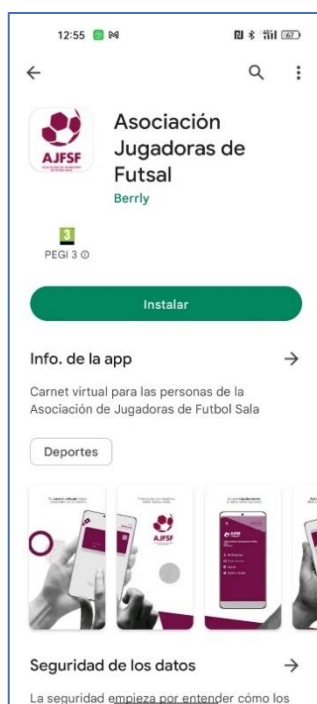 12:55
67
AJFSF
Asociación
Jugadoras de
Futsal
Berrly
3
PEGI 3
Instalar
Info. de la app
Carnet virtual para las personas de la
Asociación de Jugadoras de Futbol Sala
Deportes
AJFSF
Seguridad de los datos
La seguridad empieza por entender cómo los